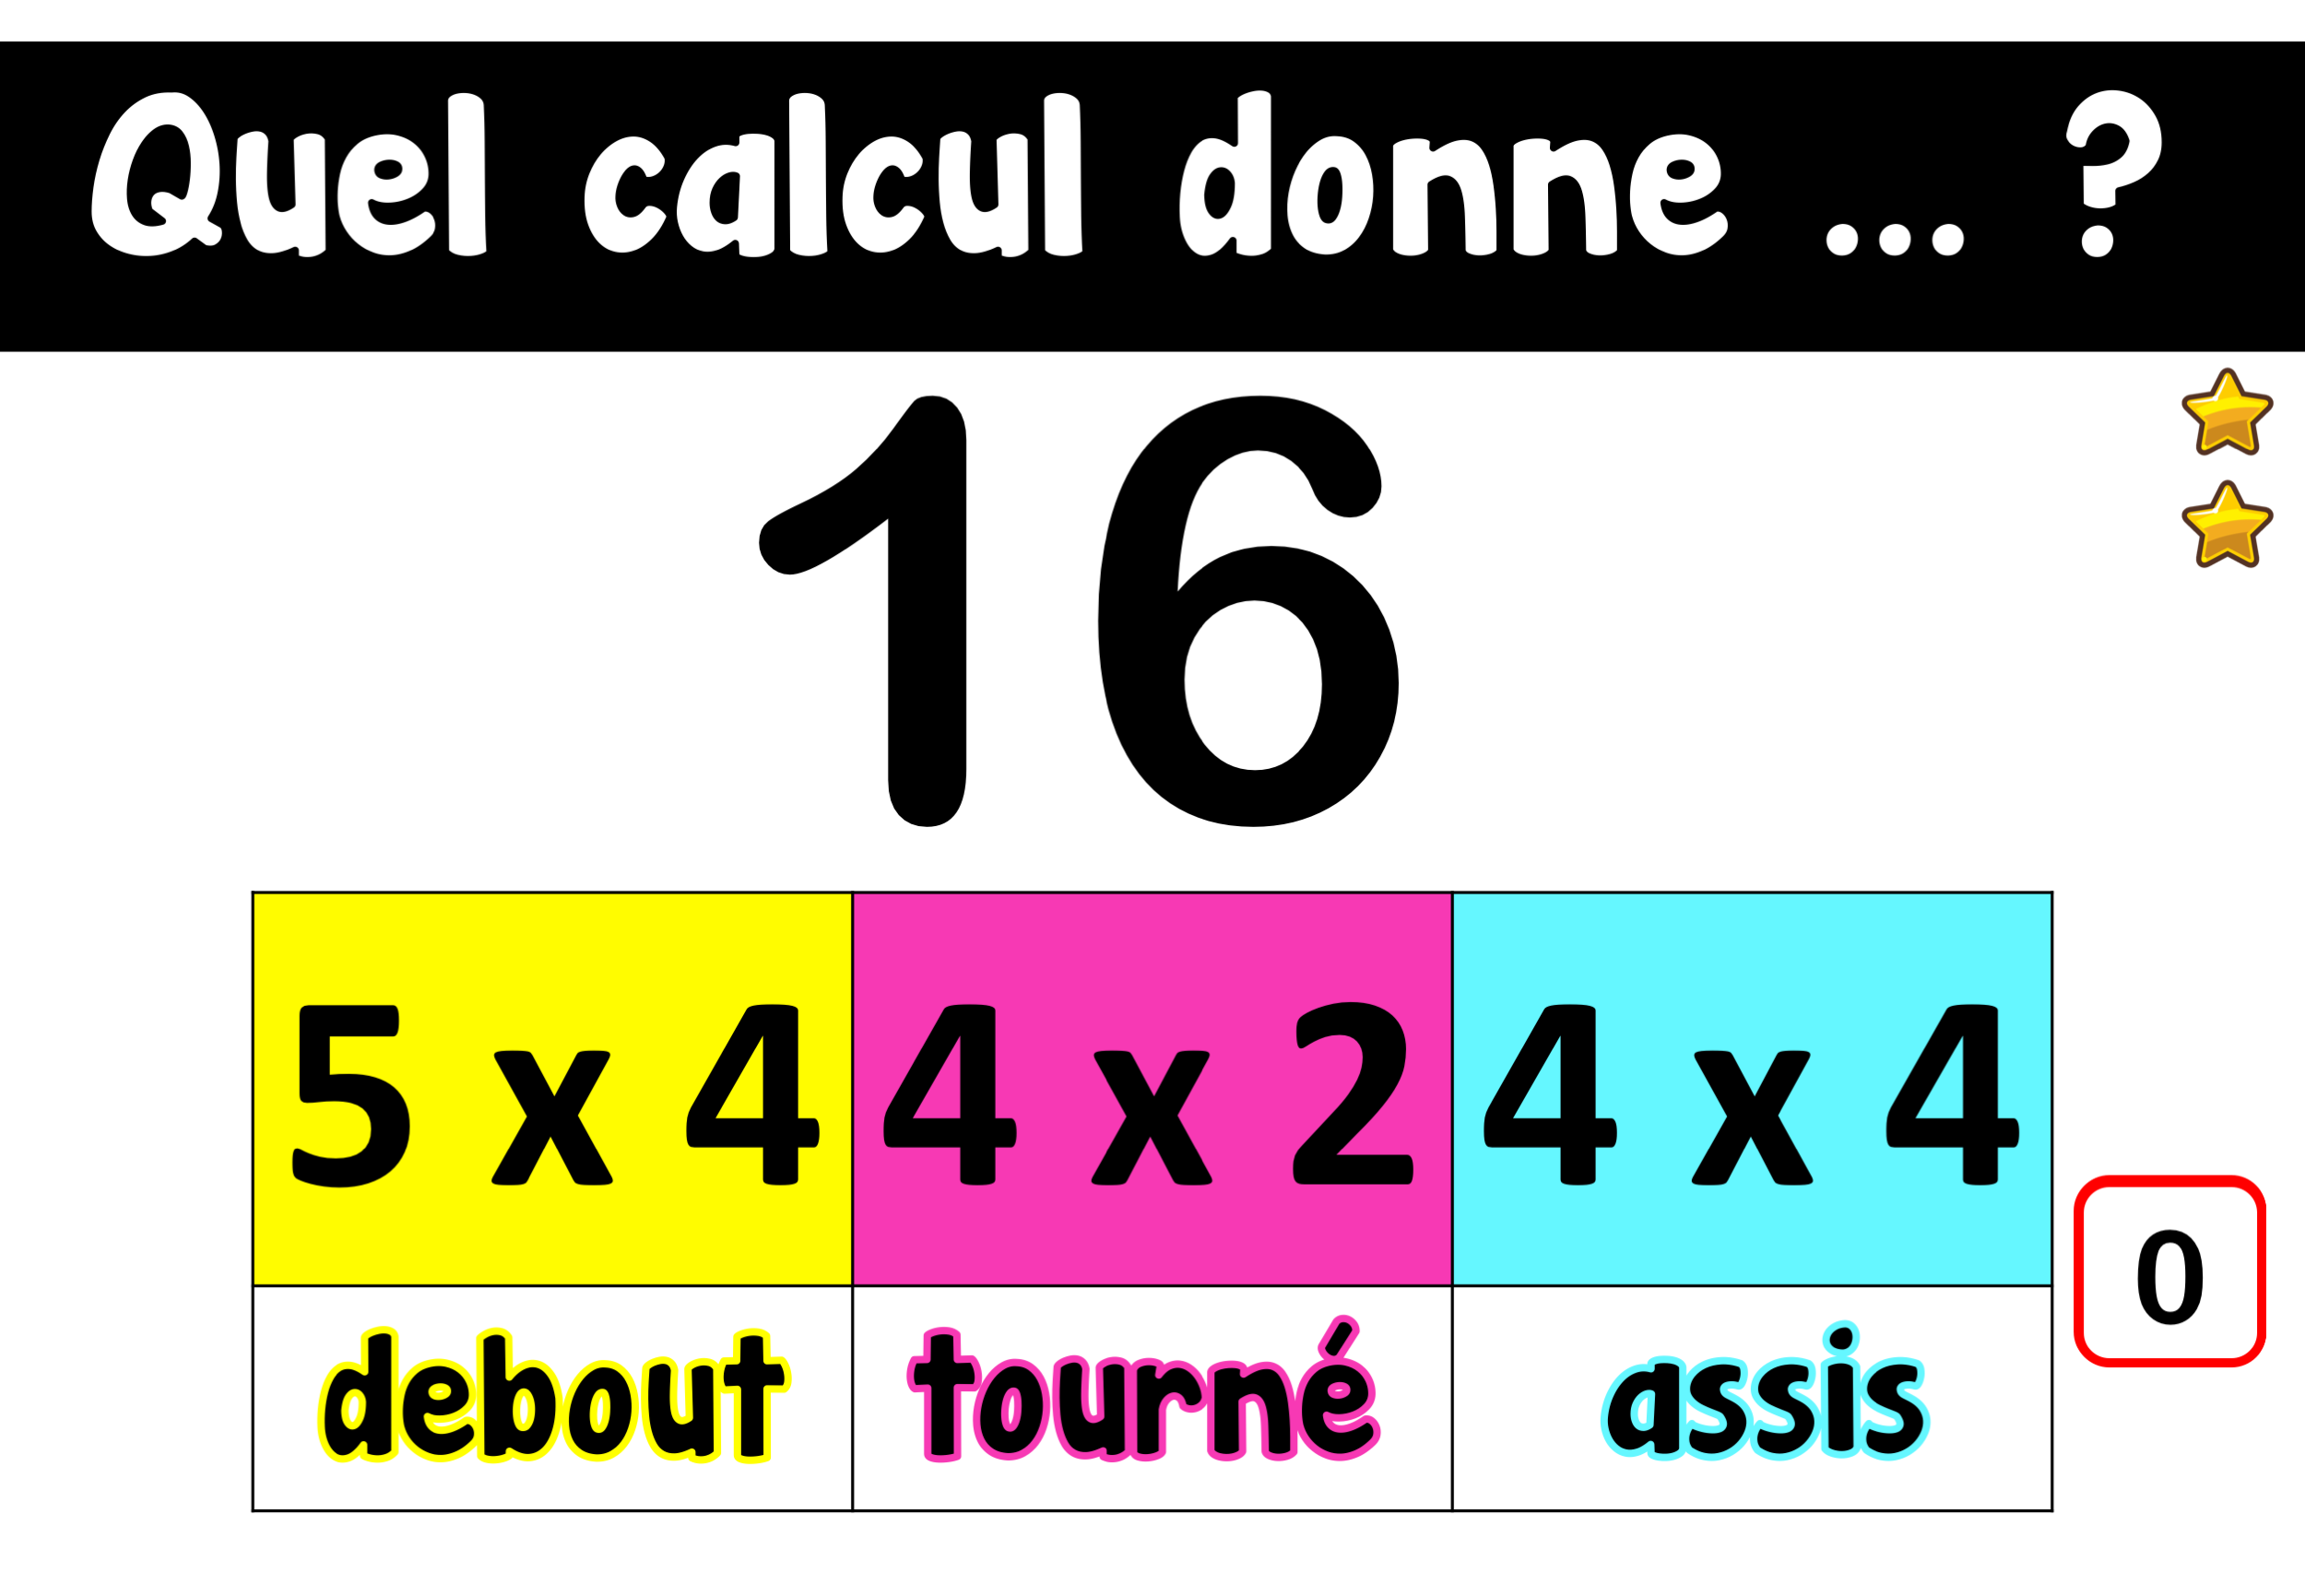 Quel calcul donne ... ?
16
5 x 4 4 x 2 4 x 4
0
debout tourné assis